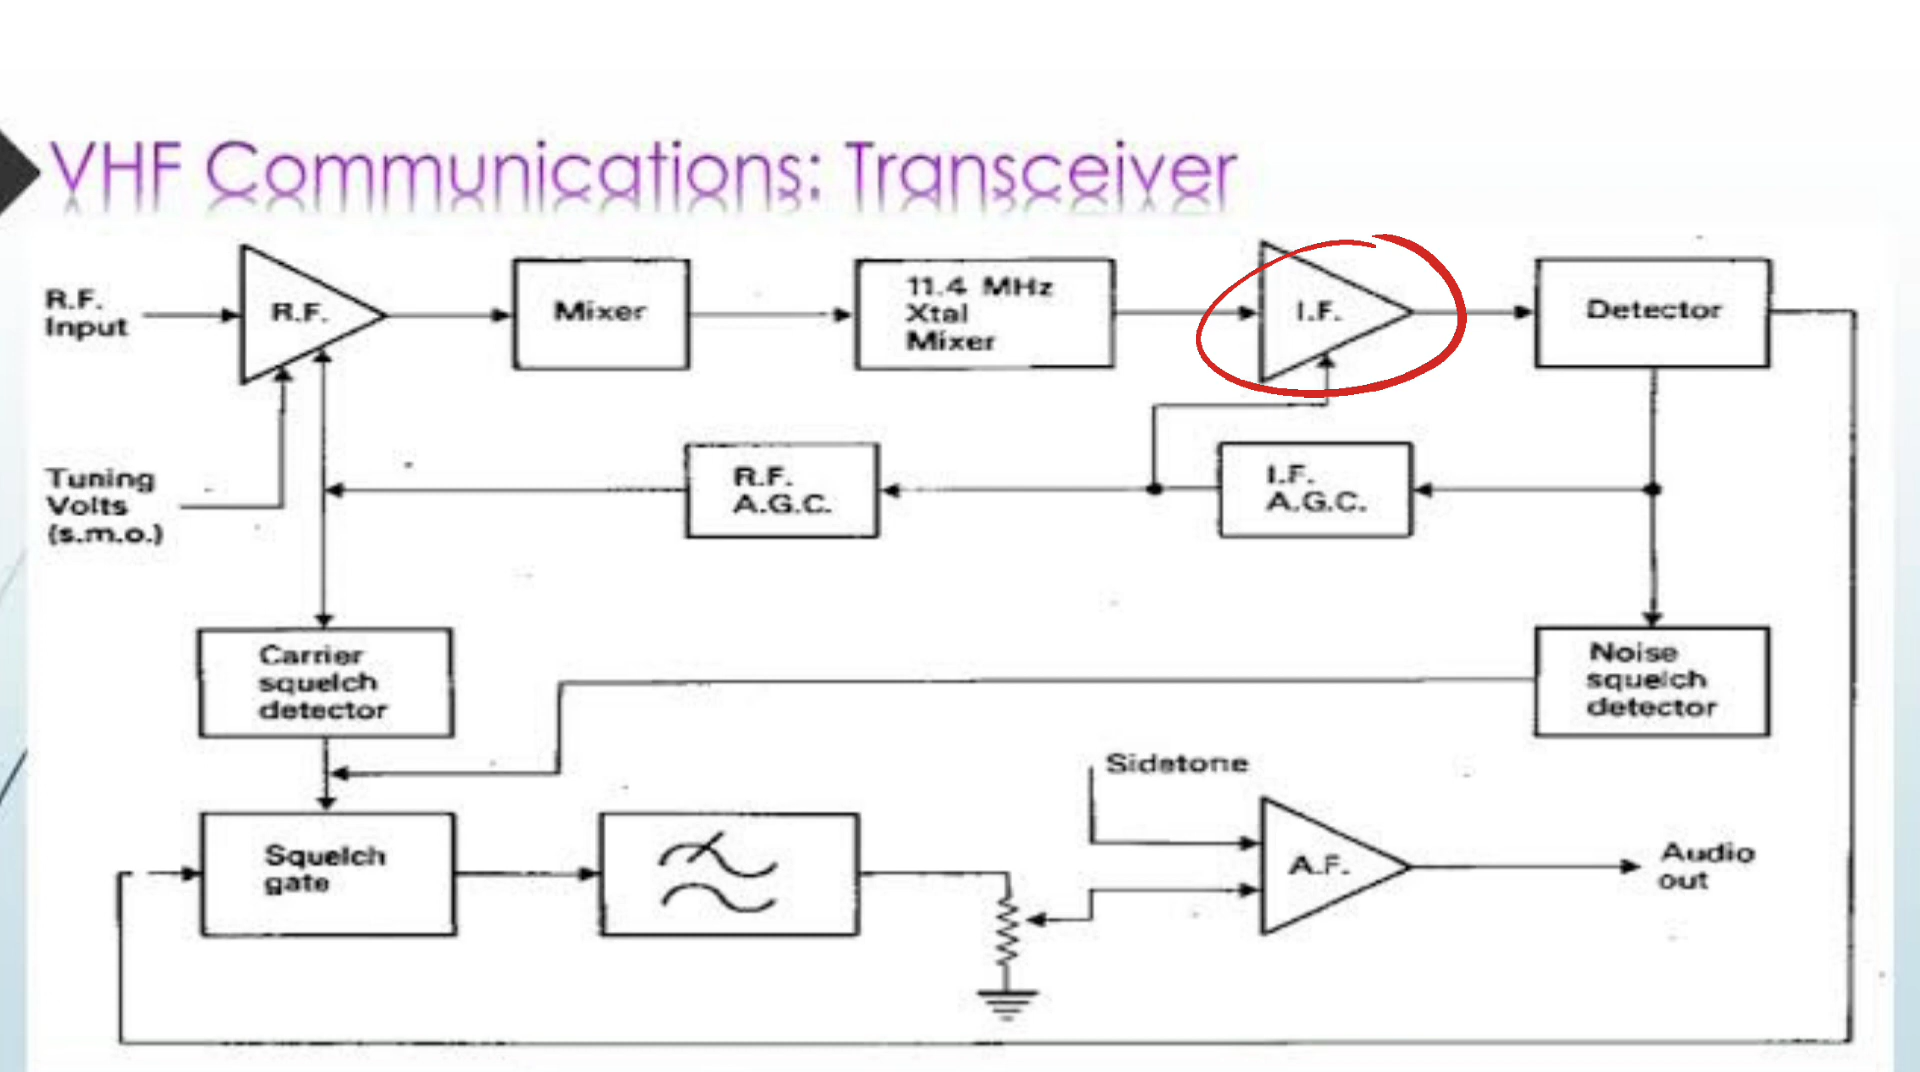 VHF Communications: Transceiver
R.F.
Input
R.F.
Mixer
11.4 MHz
Xtal
Mixer
I.F.
Detector
Tuning
Volts
(s.m.o.)
R.F.
A.G.C.
I.F.
A.G.C.
Carrier
squelch
detector
Noise
squelch
detector
Sidetone
Squelch
gate
A.F.
Audio
out